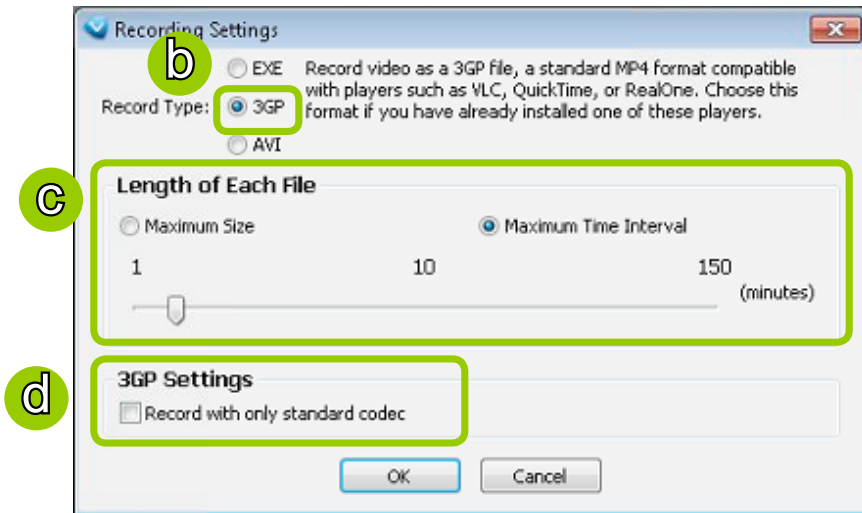 Recording Settings
b
EXE
Record video as a 3GP file, a standard MP4 format compatible
with players such as VLC, QuickTime, or RealOne. Choose this
format if you have already installed one of these players.
Record Type:
3GP
AVI
c
Length of Each File
Maximum Size
Maximum Time Interval
1 10 150
(minutes)
d
3GP Settings
Record with only standard codec
OK Cancel